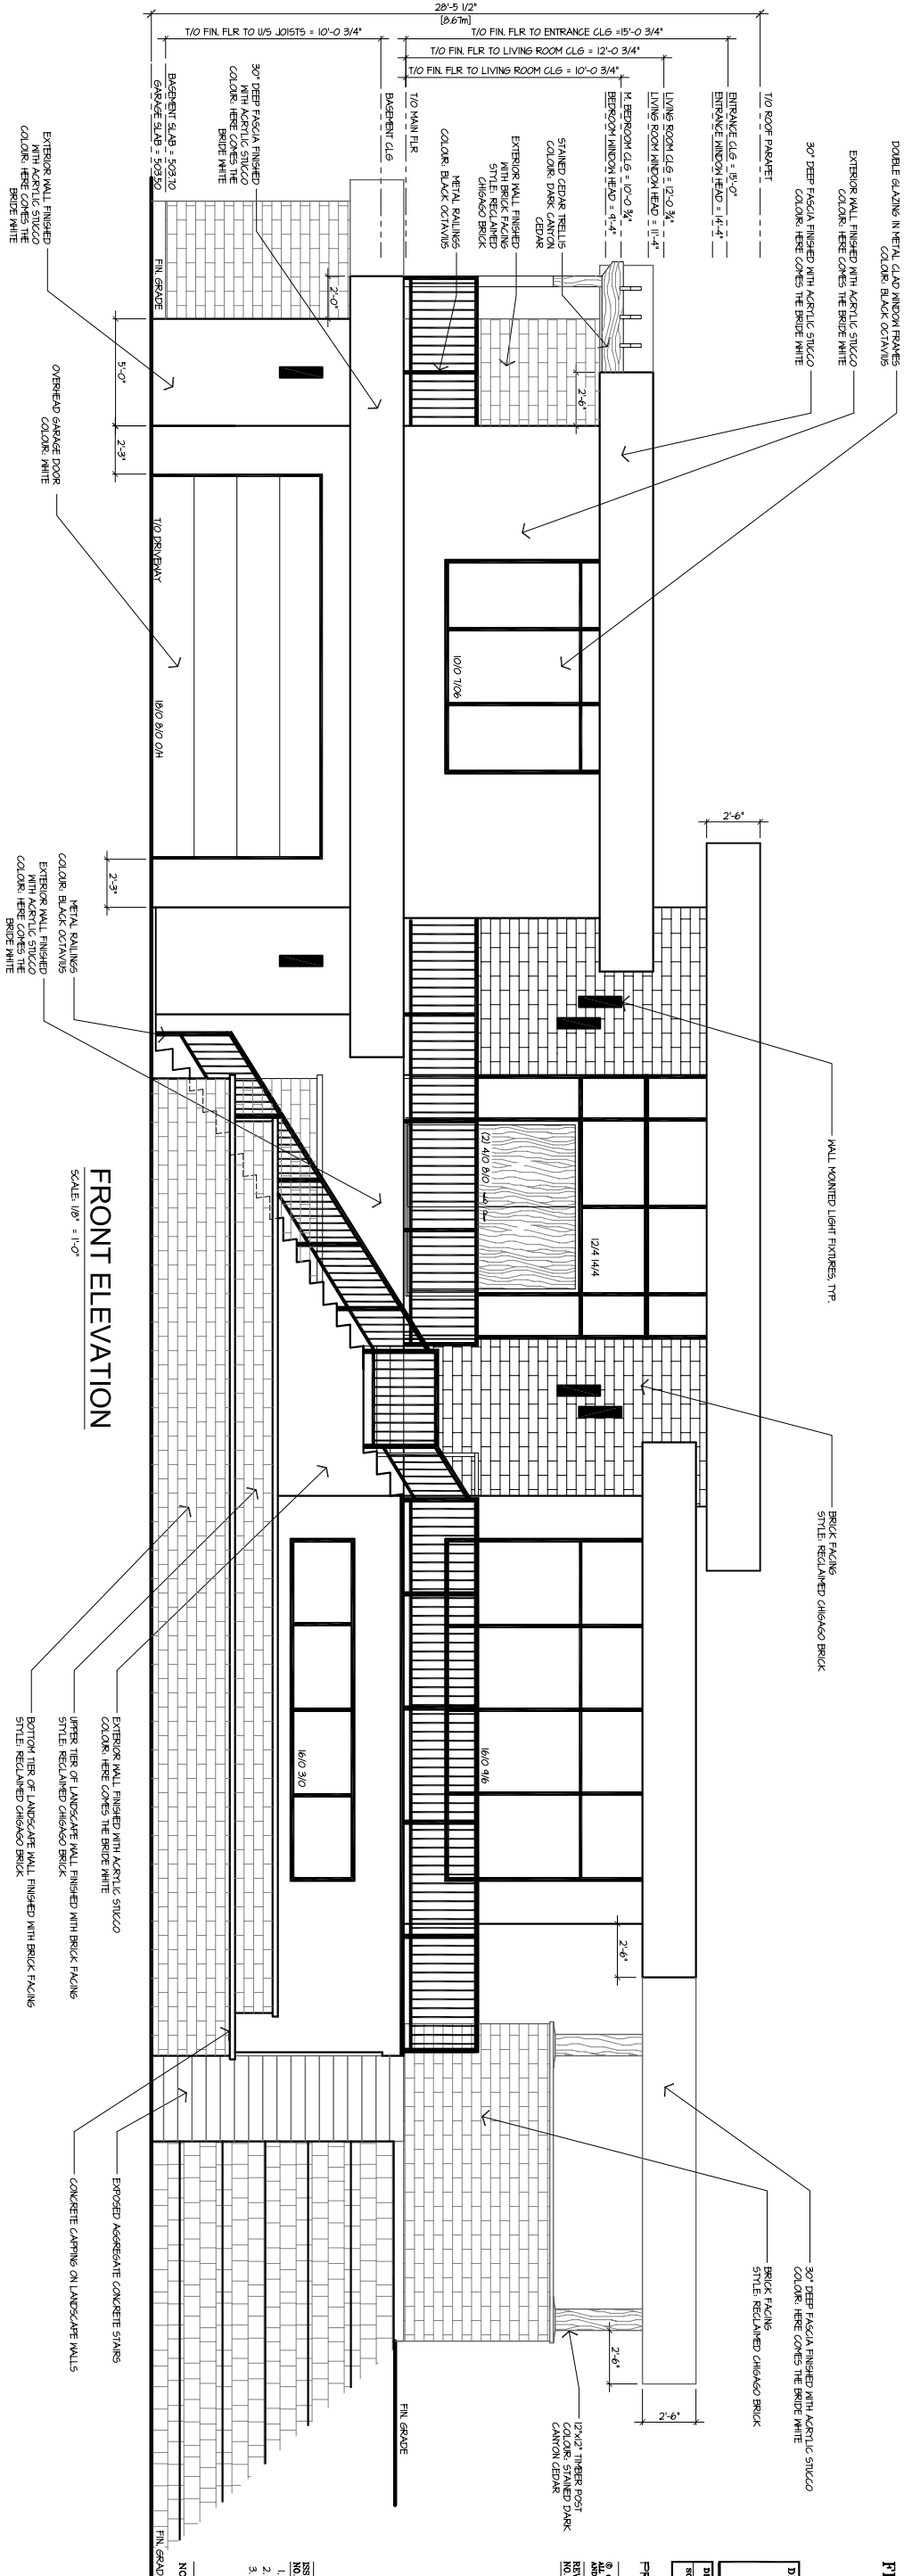 28'-5 1/2"
[8.67m]
T/O FIN. FLR TO U/S JOISTS = 10'-0 3/4"
T/O FIN. FLR TO ENTRANCE CLG =15'-0 3/4"
T/O FIN. FLR TO LIVING ROOM CLG = 12'-0 3/4"
T/O FIN. FLR TO LIVING ROOM CLG = 10'-0 3/4"
T/O ROOF PARAPET
ENTRANCE CLG = 15'-0"
ENTRANCE WINDOW HEAD = 14'-4"
LIVING ROOM CLG = 12'-0 3/4"
LIVING ROOM WINDOW HEAD = 11'-4"
M. BEDROOM CLG = 10'-0 3/4"
BEDROOM WINDOW HEAD = 9'-4"
T/O MAIN FLR
BASEMENT CLG
BASEMENT SLAB = 503.70
GARAGE SLAB = 503.50
DOUBLE GLAZING IN METAL CLAD WINDOW FRAMES
COLOUR: BLACK OCTAVIUS
EXTERIOR WALL FINISHED WITH ACRYLIC STUCCO
COLOUR: HERE COMES THE BRIDE WHITE
30" DEEP FASCIA FINISHED WITH ACRYLIC STUCCO
COLOUR: HERE COMES THE BRIDE WHITE
STAINED CEDAR TRELLIS
COLOUR: DARK CANYON
CEDAR
EXTERIOR WALL FINISHED
WITH BRICK FACING
STYLE: RECLAIMED
CHICAGO BRICK
METAL RAILINGS
COLOUR: BLACK OCTAVIUS
30" DEEP FASCIA FINISHED
WITH ACRYLIC STUCCO
COLOUR: HERE COMES THE
BRIDE WHITE
EXTERIOR WALL FINISHED
WITH ACRYLIC STUCCO
COLOUR: HERE COMES THE
BRIDE WHITE
FIN. GRADE
2'-0"
5'-0"
2'-3"
2'-6"
OVERHEAD GARAGE DOOR
COLOUR: WHITE
T/O DRIVEWAY
18/0 8/0 O/H
10/0 7/06
2'-6"
2'-3"
METAL RAILINGS
COLOUR: BLACK OCTAVIUS
EXTERIOR WALL FINISHED
WITH ACRYLIC STUCCO
COLOUR: HERE COMES THE
BRIDE WHITE
WALL MOUNTED LIGHT FIXTURES, TYP.
(2) 4/0 8/0
12/4 14/4
BRICK FACING
STYLE: RECLAIMED CHICAGO BRICK
16/0 9/6
16/0 3/0
2'-6"
EXTERIOR WALL FINISHED WITH ACRYLIC STUCCO
COLOUR: HERE COMES THE BRIDE WHITE
UPPER TIER OF LANDSCAPE WALL FINISHED WITH BRICK FACING
STYLE: RECLAIMED CHICAGO BRICK
BOTTOM TIER OF LANDSCAPE WALL FINISHED WITH BRICK FACING
STYLE: RECLAIMED CHICAGO BRICK
EXPOSED AGGREGATE CONCRETE STAIRS
CONCRETE CAPPING ON LANDSCAPE WALLS
30" DEEP FASCIA FINISHED WITH ACRYLIC STUCCO
COLOUR: HERE COMES THE BRIDE WHITE
BRICK FACING
STYLE: RECLAIMED CHICAGO BRICK
2'-6"
2'-6"
12"x12" TIMBER POST
COLOUR: STAINED DARK
CANYON CEDAR
FIN. GRADE
FIN. GRAD
FRONT ELEVATION
SCALE: 1/8" = 1'-0"
NO.
1.
2.
3.